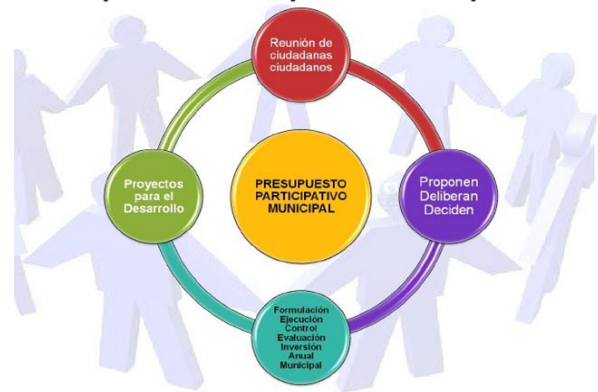 Reunión de
ciudadanas
ciudadanos
Proyectos
para el
Desarrollo
PRESUPUESTO
PARTICIPATIVO
MUNICIPAL
Proponen
Deliberan
Deciden
Formulación
Ejecución
Control
Evaluación
Inversión
Anual
Municipal